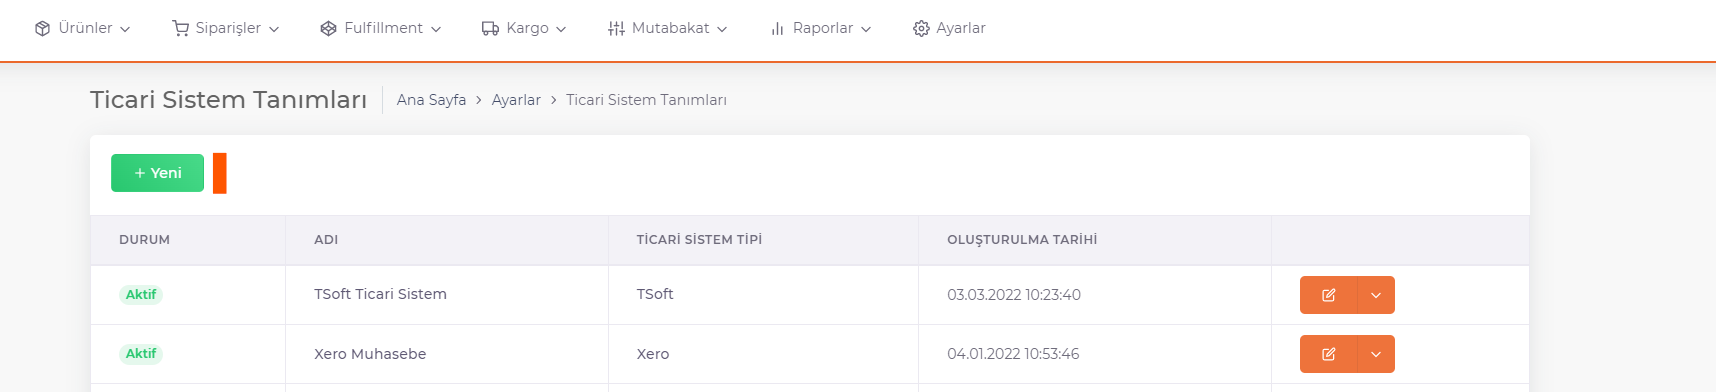 Ürünler Siparişler Fulfillment Kargo Mutabakat Raporlar Ayarlar
Ticari Sistem Tanımları Ana Sayfa > Ayarlar > Ticari Sistem Tanımları
+ Yeni
DURUM ADI TİCARİ SİSTEM TİPİ OLUŞTURULMA TARİHİ
Aktif TSoft Ticari Sistem TSoft 03.03.2022 10:23:40
Aktif Xero Muhasebe Xero 04.01.2022 10:53:46